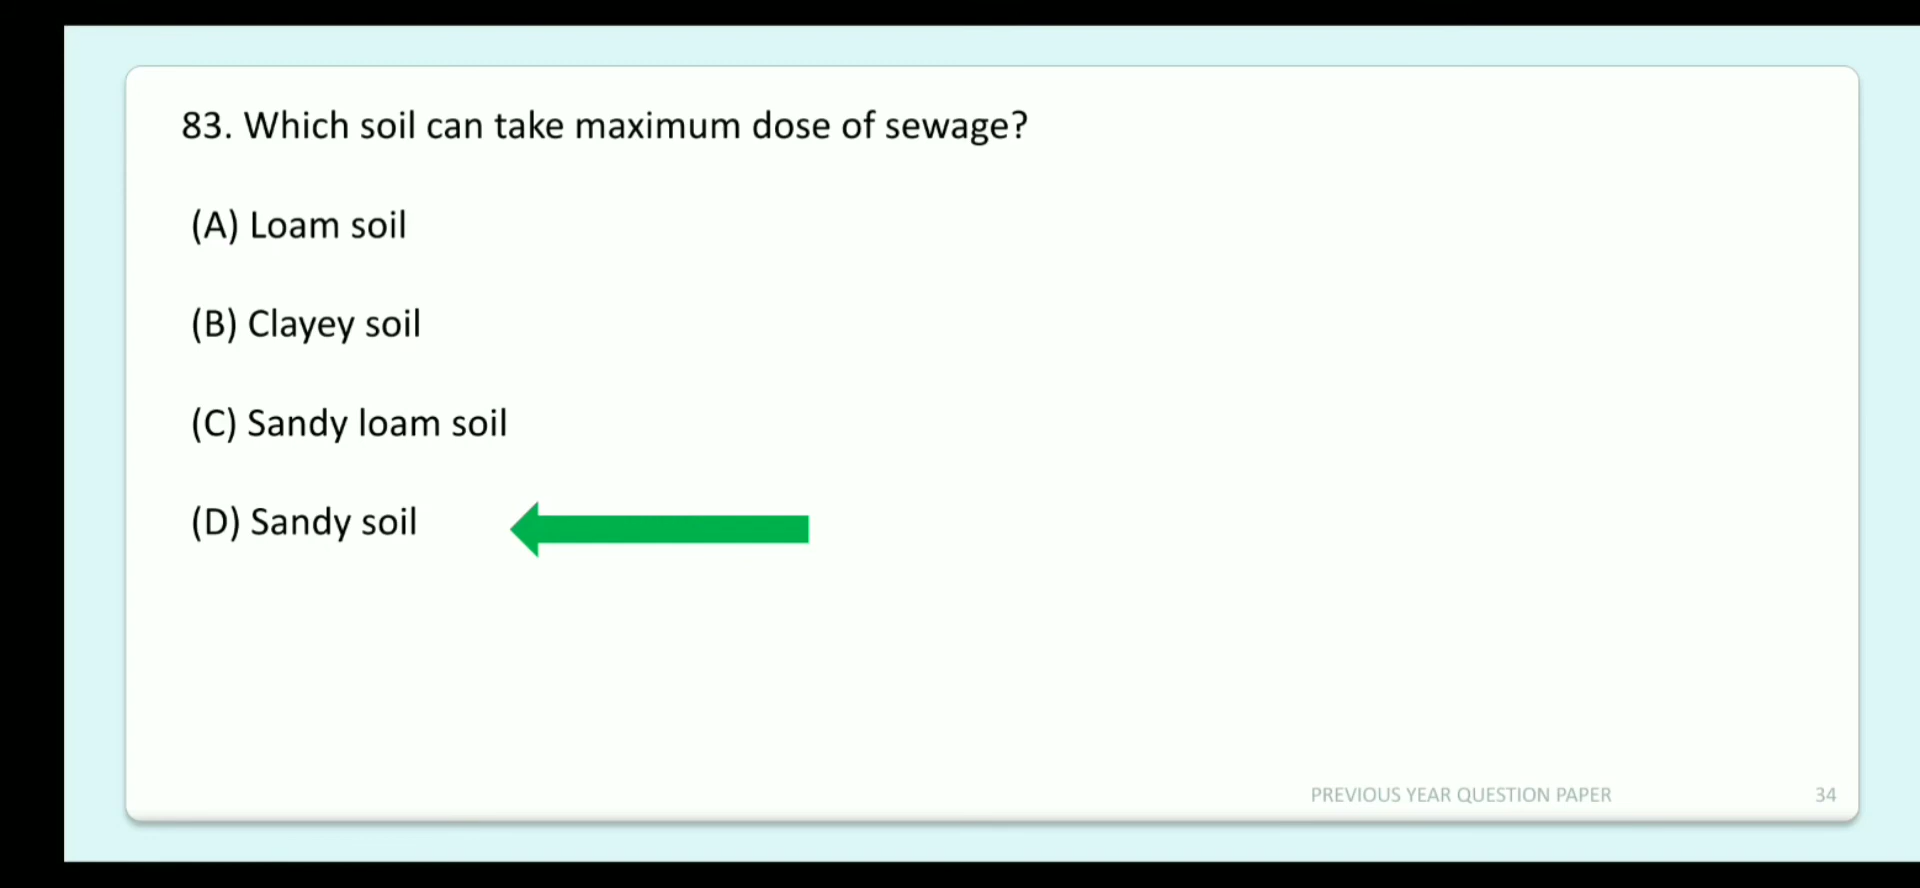 83. Which soil can take maximum dose of sewage?
(A) Loam soil
(B) Clayey soil
(C) Sandy loam soil
(D) Sandy soil
PREVIOUS YEAR QUESTION PAPER 34